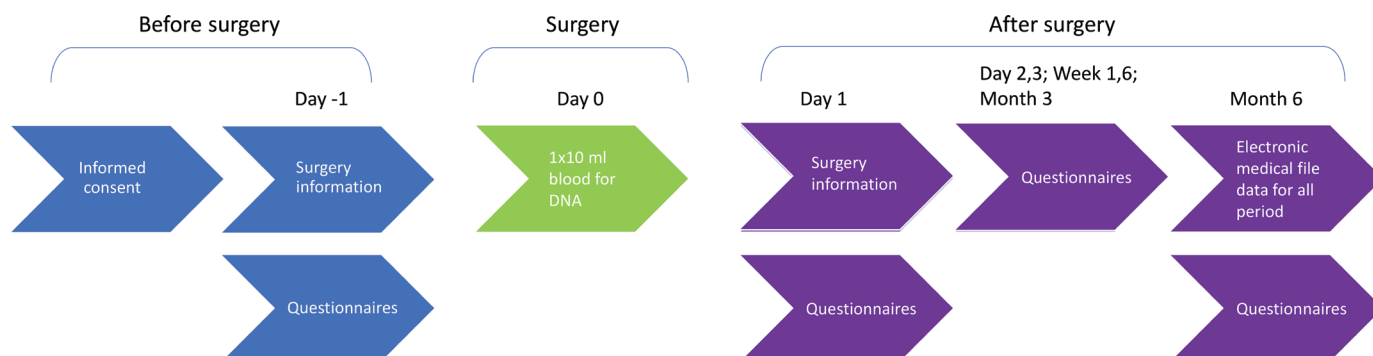 Before surgery
Surgery
After surgery
Day -1
Day 0
Day 1
Day 2,3; Week 1,6;
Month 3
Month 6
Informed
consent
Surgery
information
1x10 ml
blood for
DNA
Surgery
information
Questionnaires
Electronic
medical file
data for all
period
Questionnaires
Questionnaires
Questionnaires